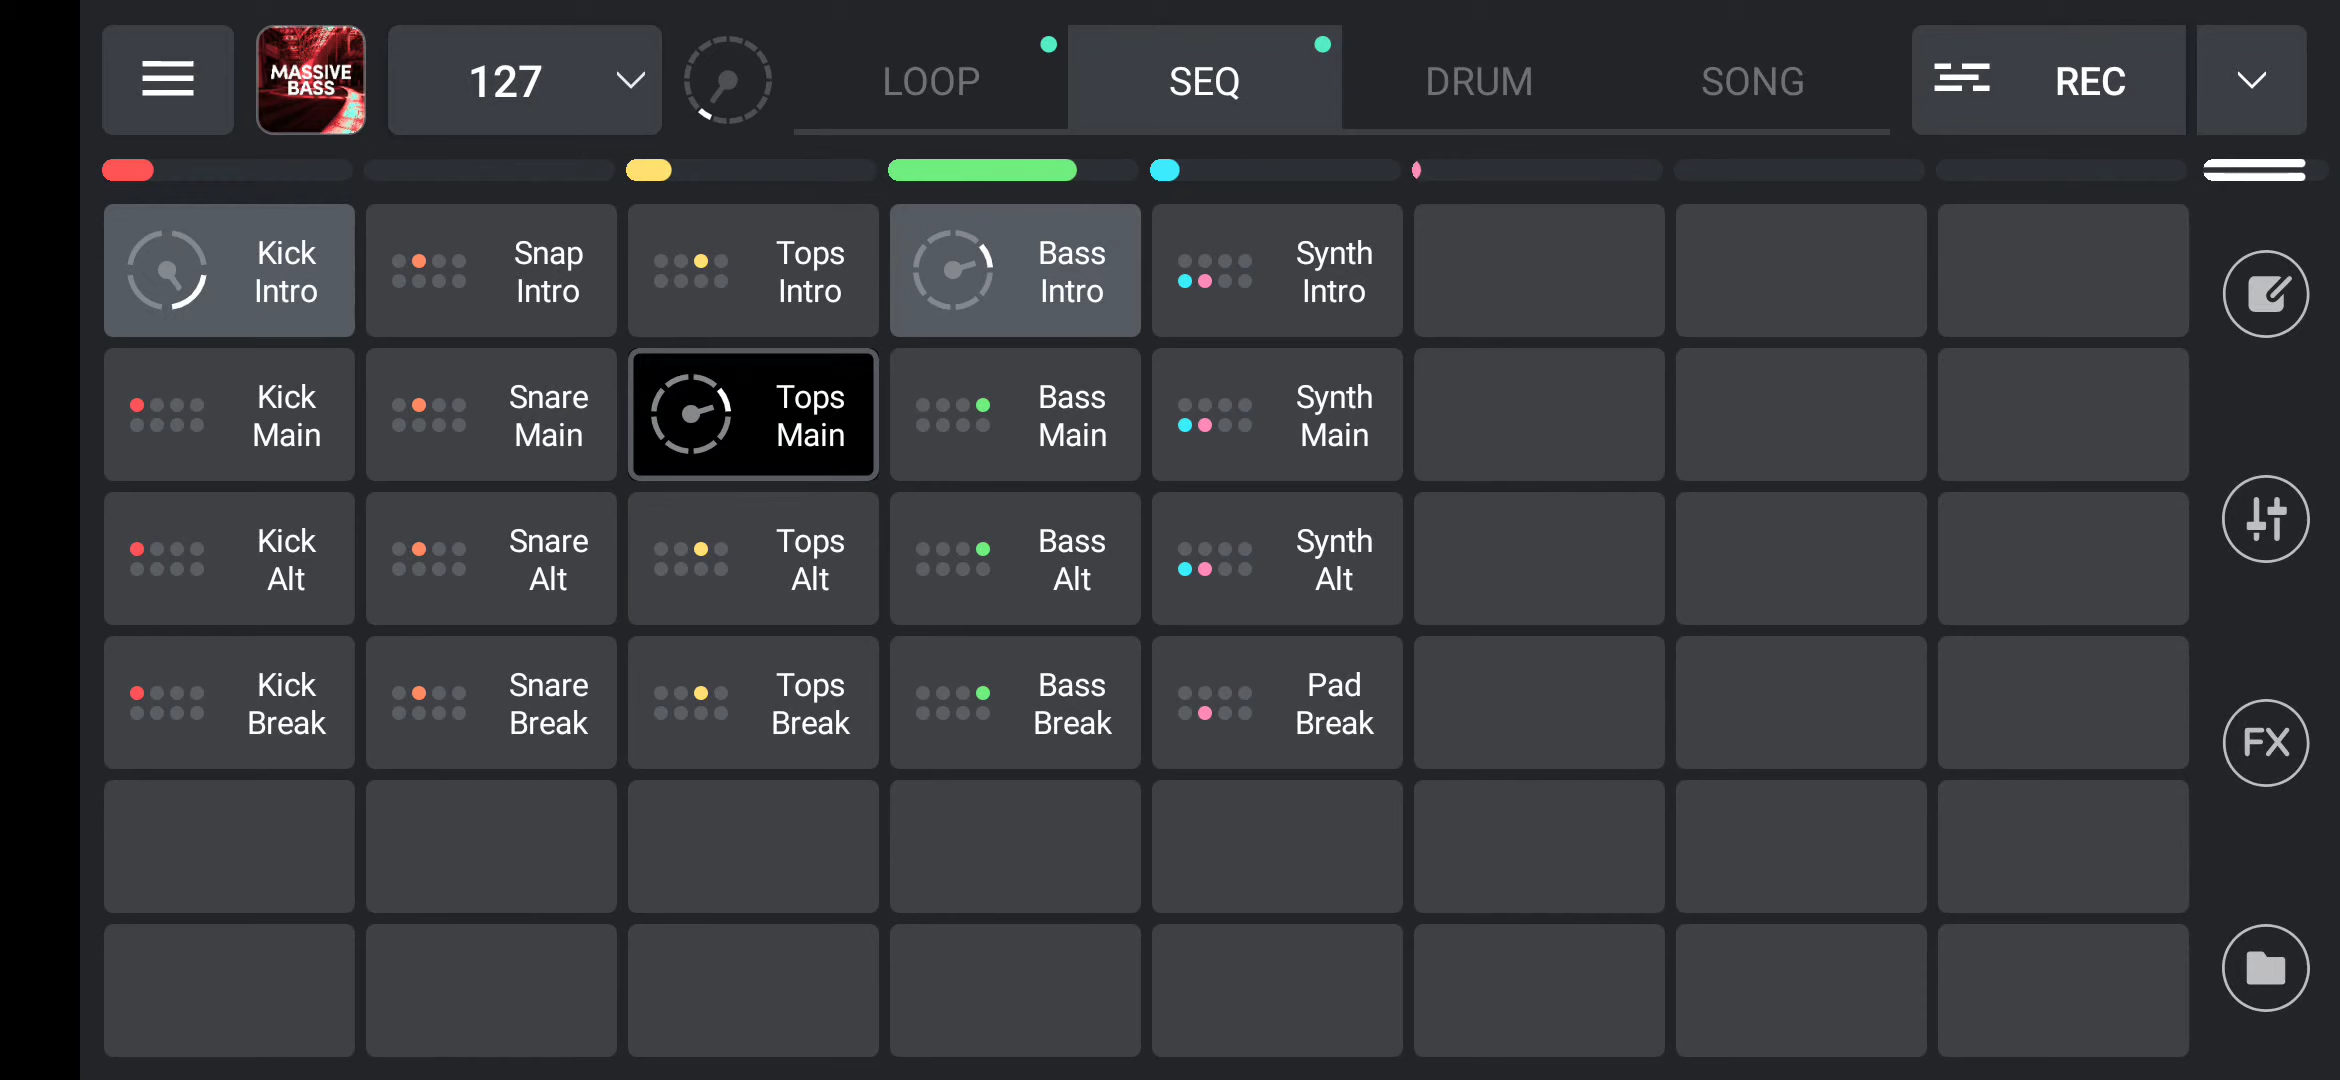 MASSIVE
BASS
127
LOOP
SEQ
DRUM
SONG
REC
Kick
Intro
Snap
Intro
Tops
Intro
Bass
Intro
Synth
Intro
Kick
Main
Snare
Main
Tops
Main
Bass
Main
Synth
Main
Kick
Alt
Snare
Alt
Tops
Alt
Bass
Alt
Synth
Alt
Kick
Break
Snare
Break
Tops
Break
Bass
Break
Pad
Break
FX